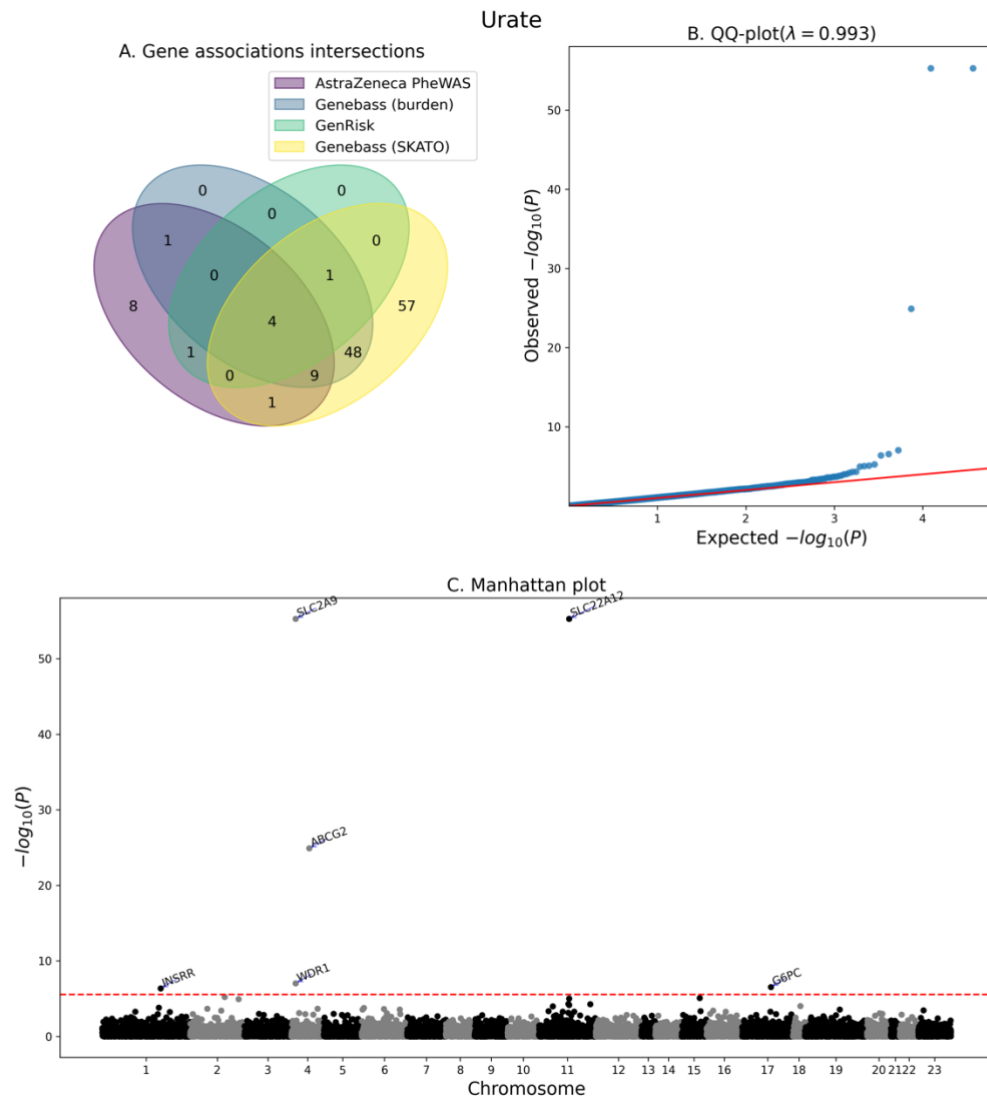 Urate
A. Gene associations intersections
AstraZeneca PheWAS
Genebass (burden)
GenRisk
Genebass (SKATO)
0
0
0
1
0
0
1
8
57
4
1
48
0
9
1
B. QQ-plot(λ = 0.993)
Observed −log10(P)
50
40
30
20
10
1
2
3
4
Expected −log10(P)
C. Manhattan plot
−log10(P)
50
40
30
20
10
0
SLC2A9
SLC22A12
ABCG2
INSRR
WDR1
G6PC
1 2 3 4 5 6 7 8 9 10 11 12 13 14 15 16 17 18 19 20 21 22 23
Chromosome